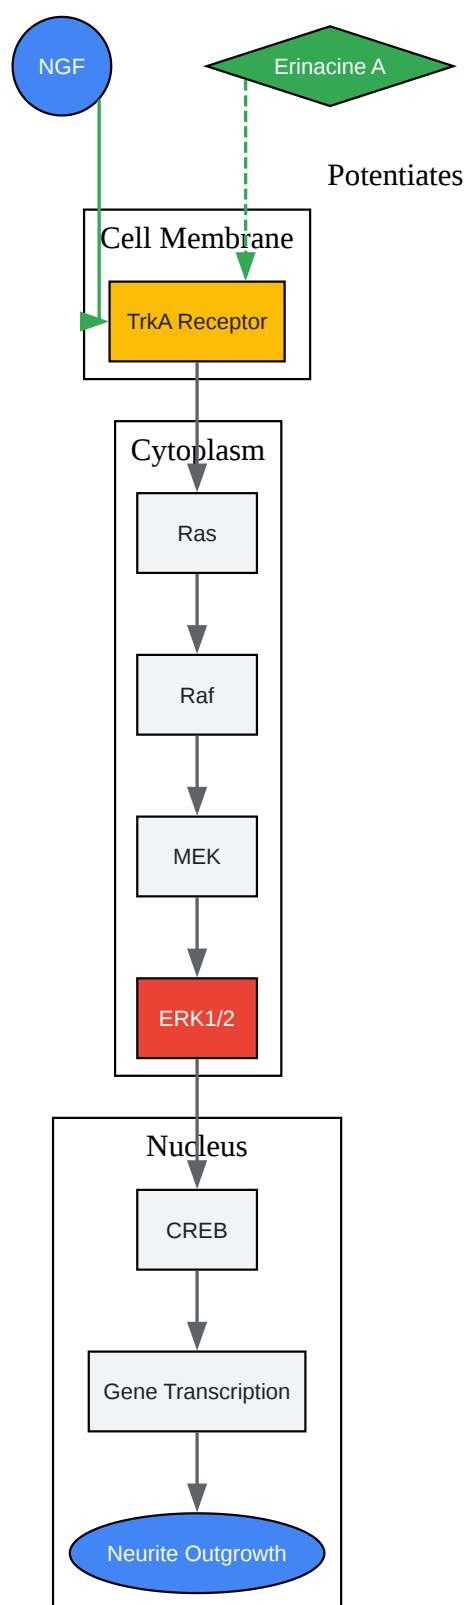 NGF
Erinacine A
Potentiates
Cell Membrane
TrkA Receptor
Cytoplasm
Ras
Raf
MEK
ERK1/2
Nucleus
CREB
Gene Transcription
Neurite Outgrowth